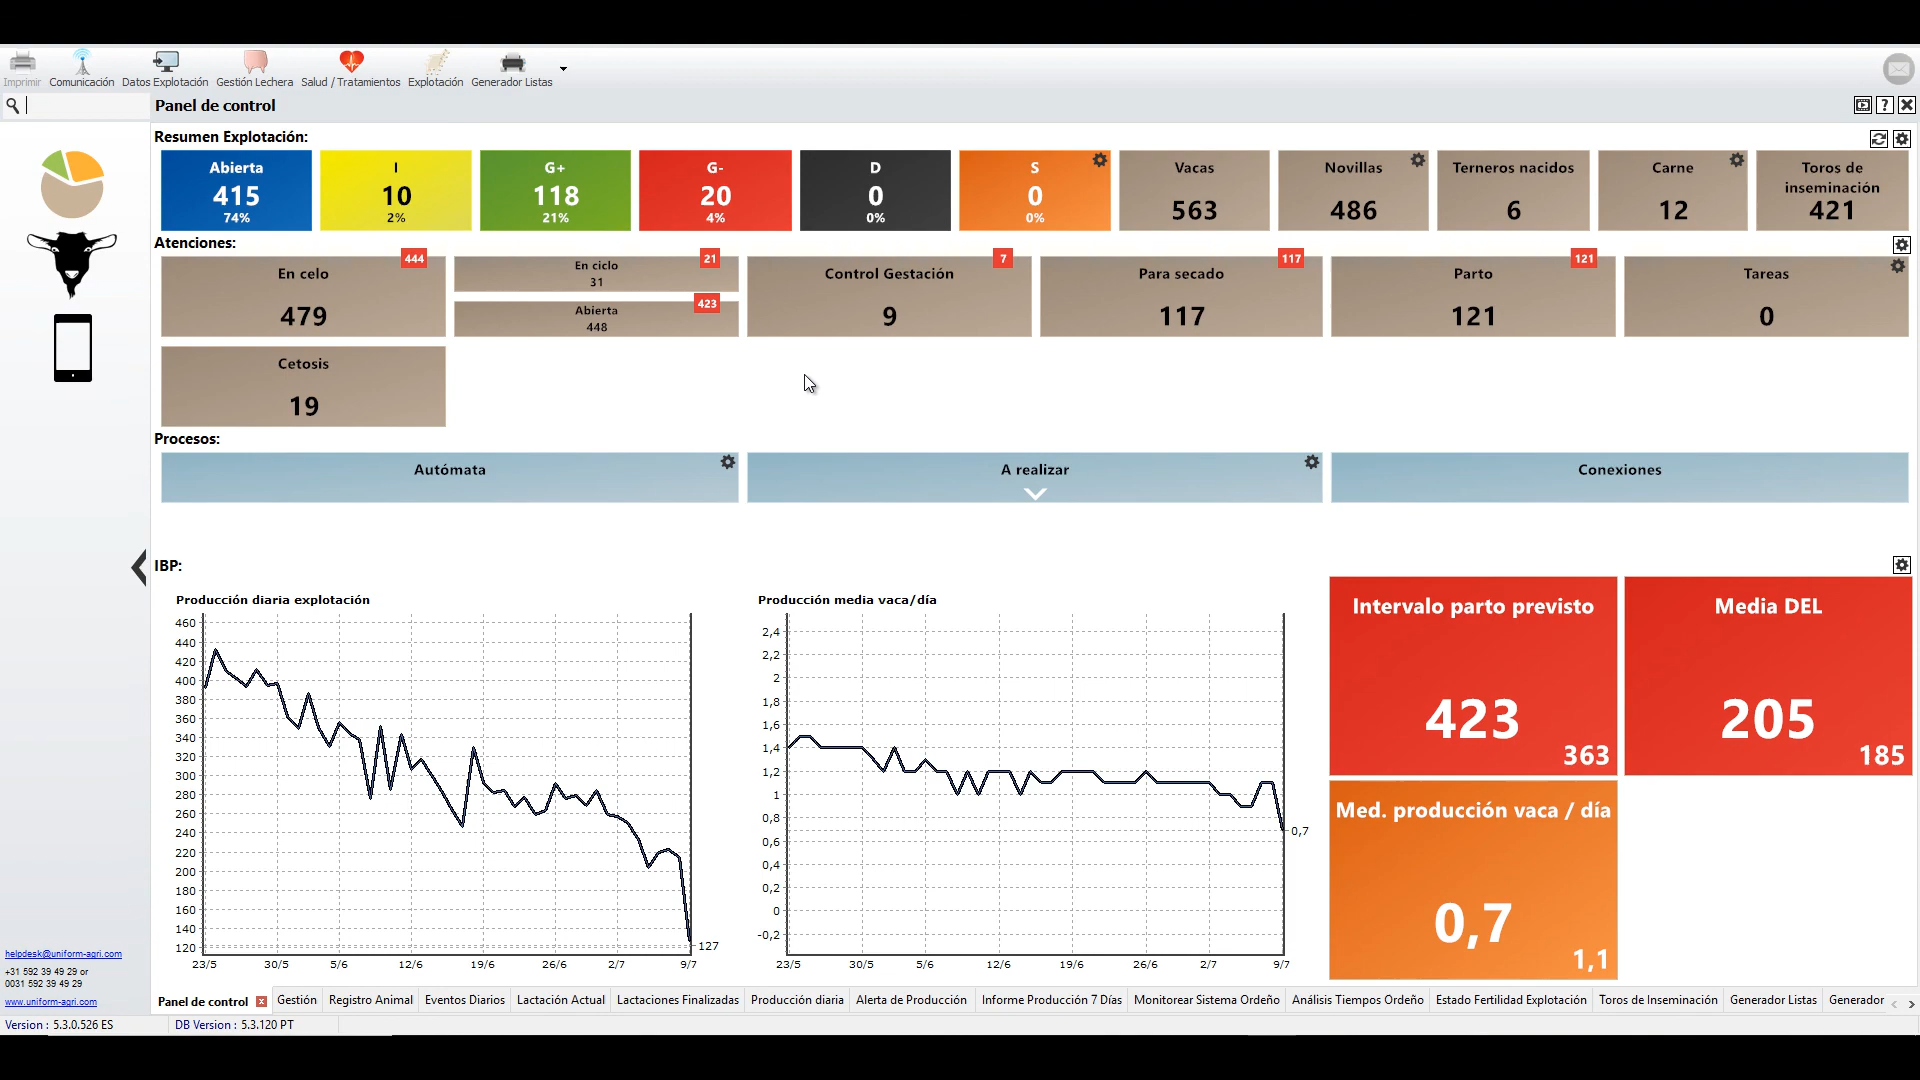 Imprimir Comunicación Datos Explotación Gestión Lechera Salud / Tratamientos Explotación Generador Listas
Panel de control
?
Resumen Explotación:
Abierta
415
74%
I
10
2%
G+
118
21%
G-
20
4%
D
0
0%
S
0
0%
Vacas
563
Novillas
486
Terneros nacidos
6
Carne
12
Toros de
inseminación
421
Atenciones:
En celo
444
479
En ciclo
21
31
Abierta
423
448
Control Gestación
7
9
Para secado
117
117
Parto
121
121
Tareas
0
Cetosis
19
Procesos:
Autómata
A realizar
Conexiones
IBP:
Producción diaria explotación
460
440
420
400
380
360
340
320
300
280
260
240
220
200
180
160
140
120
127
23/5 30/5 5/6 12/6 19/6 26/6 2/7 9/7
Producción media vaca/día
2,4
2,2
2
1,8
1,6
1,4
1,2
1
0,8
0,6
0,4
0,2
0
-0,2
0,7
23/5 30/5 5/6 12/6 19/6 26/6 2/7 9/7
Intervalo parto previsto
423
363
Media DEL
205
185
Med. producción vaca / día
0,7
1,1
helpdesk@uniform-agri.com
+31 592 39 49 29 or
0031 592 39 49 29
www.uniform-agri.com
Panel de control Gestión Registro Animal Eventos Diarios Lactación Actual Lactaciones Finalizadas Producción diaria Alerta de Producción Informe Producción 7 Días Monitorear Sistema Ordeño Análisis Tiempos Ordeño Estado Fertilidad Explotación Toros de Inseminación Generador Listas Generador
Version : 5.3.0.526 ES DB Version : 5.3.120 PT